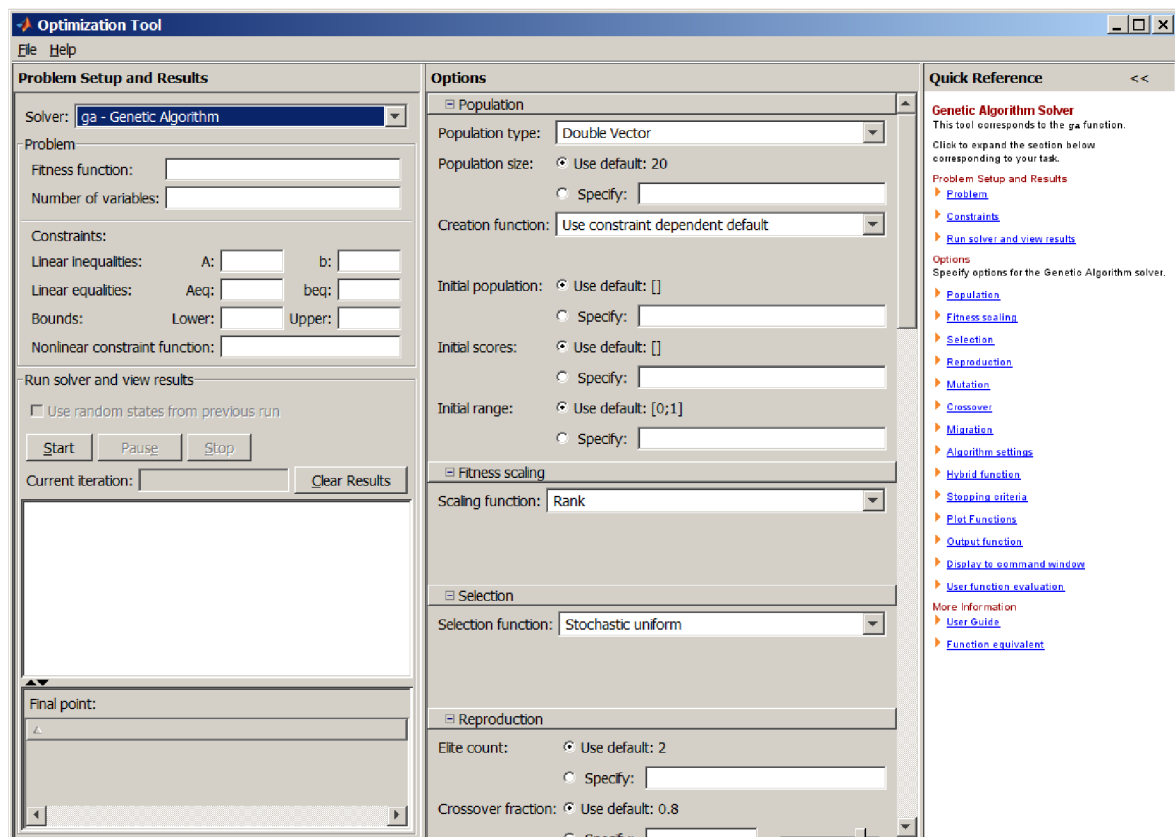 Optimization Tool
File Help
Problem Setup and Results
Solver: ga - Genetic Algorithm
Problem
Fitness function:
Number of variables:
Constraints:
Linear inequalities: A: b:
Linear equalities: Aeq: beq:
Bounds: Lower: Upper:
Nonlinear constraint function:
Run solver and view results
Use random states from previous run
Start Pause Stop
Current iteration: Clear Results
Final point:
Options
Population
Population type: Double Vector
Population size: Use default: 20
Specify:
Creation function: Use constraint dependent default
Initial population: Use default: []
Specify:
Initial scores: Use default: []
Specify:
Initial range: Use default: [0;1]
Specify:
Fitness scaling
Scaling function: Rank
Selection
Selection function: Stochastic uniform
Reproduction
Elite count: Use default: 2
Specify:
Crossover fraction: Use default: 0.8
Specify:
Quick Reference <<
Genetic Algorithm Solver
This tool corresponds to the ga function.
Click to expand the section below
corresponding to your task.
Problem Setup and Results
Problem
Constraints
Run solver and view results
Options
Specify options for the Genetic Algorithm solver.
Population
Fitness scaling
Selection
Reproduction
Mutation
Crossover
Migration
Algorithm settings
Hybrid function
Stopping criteria
Plot Functions
Output function
Display to command window
User function evaluation
More Information
User Guide
Function equivalent